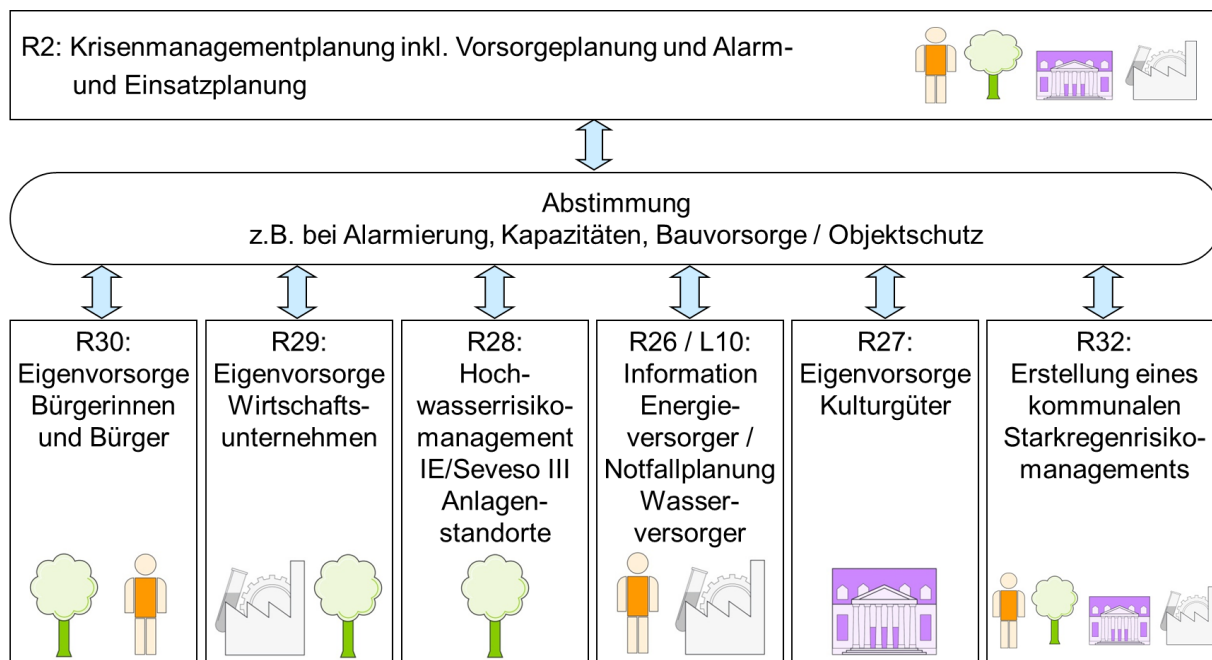 R2: Krisenmanagementplanung inkl. Vorsorgeplanung und Alarm-
und Einsatzplanung
Abstimmung
z.B. bei Alarmierung, Kapazitäten, Bauvorsorge / Objektschutz
R30:
Eigenvorsorge
Bürgerinnen
und Bürger
R29:
Eigenvorsorge
Wirtschafts-
unternehmen
R28:
Hoch-
wasserrisiko-
management
IE/Seveso III
Anlagen-
standorte
R26 / L10:
Information
Energie-
versorger /
Notfallplanung
Wasser-
versorger
R27:
Eigenvorsorge
Kulturgüter
R32:
Erstellung eines
kommunalen
Starkregenrisiko-
managements